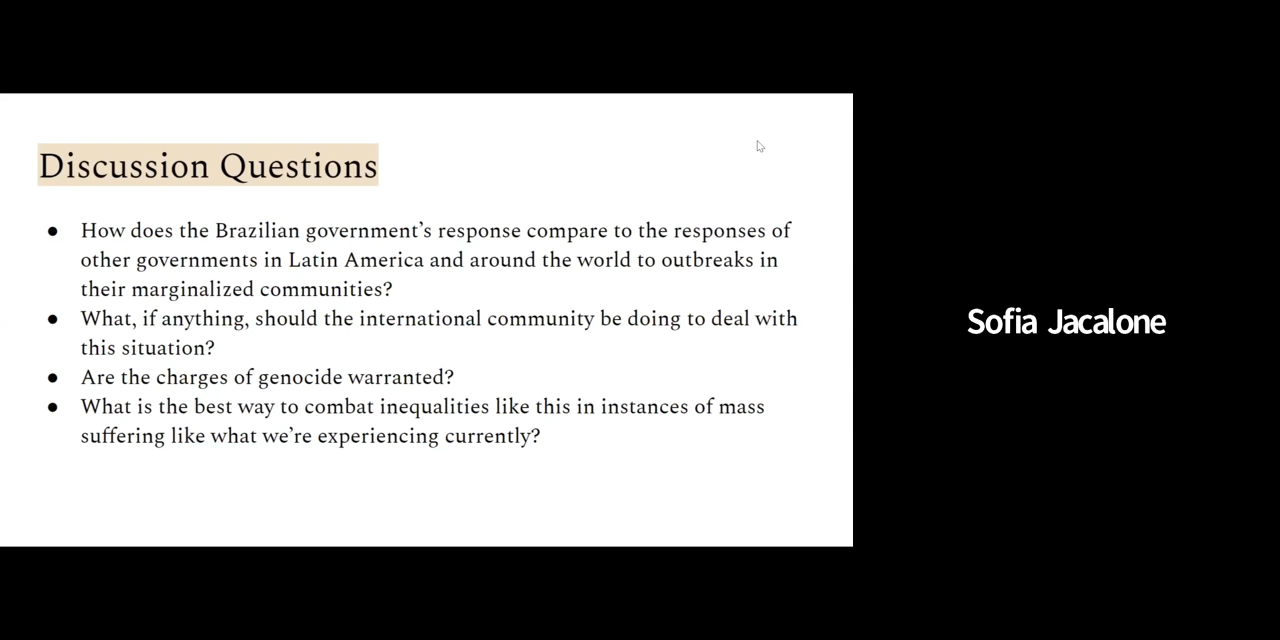 Discussion Questions
● How does the Brazilian government’s response compare to the responses of
other governments in Latin America and around the world to outbreaks in
their marginalized communities?
● What, if anything, should the international community be doing to deal with
this situation?
● Are the charges of genocide warranted?
● What is the best way to combat inequalities like this in instances of mass
suffering like what we’re experiencing currently?
Sofia Jacalone